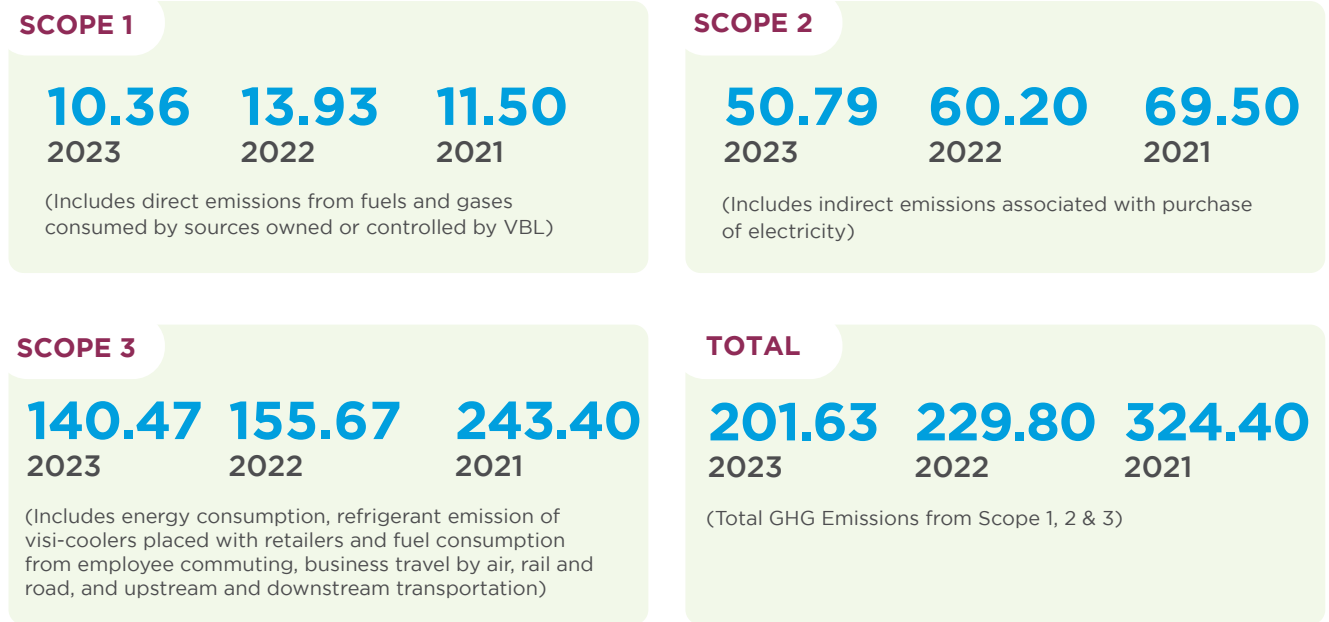 SCOPE 1
10.36 13.93 11.50
2023 2022 2021
(Includes direct emissions from fuels and gases
consumed by sources owned or controlled by VBL)
SCOPE 2
50.79 60.20 69.50
2023 2022 2021
(Includes indirect emissions associated with purchase
of electricity)
SCOPE 3
140.47 155.67 243.40
2023 2022 2021
(Includes energy consumption, refrigerant emission of
visi-coolers placed with retailers and fuel consumption
from employee commuting, business travel by air, rail and
road, and upstream and downstream transportation)
TOTAL
201.63 229.80 324.40
2023 2022 2021
(Total GHG Emissions from Scope 1, 2 & 3)